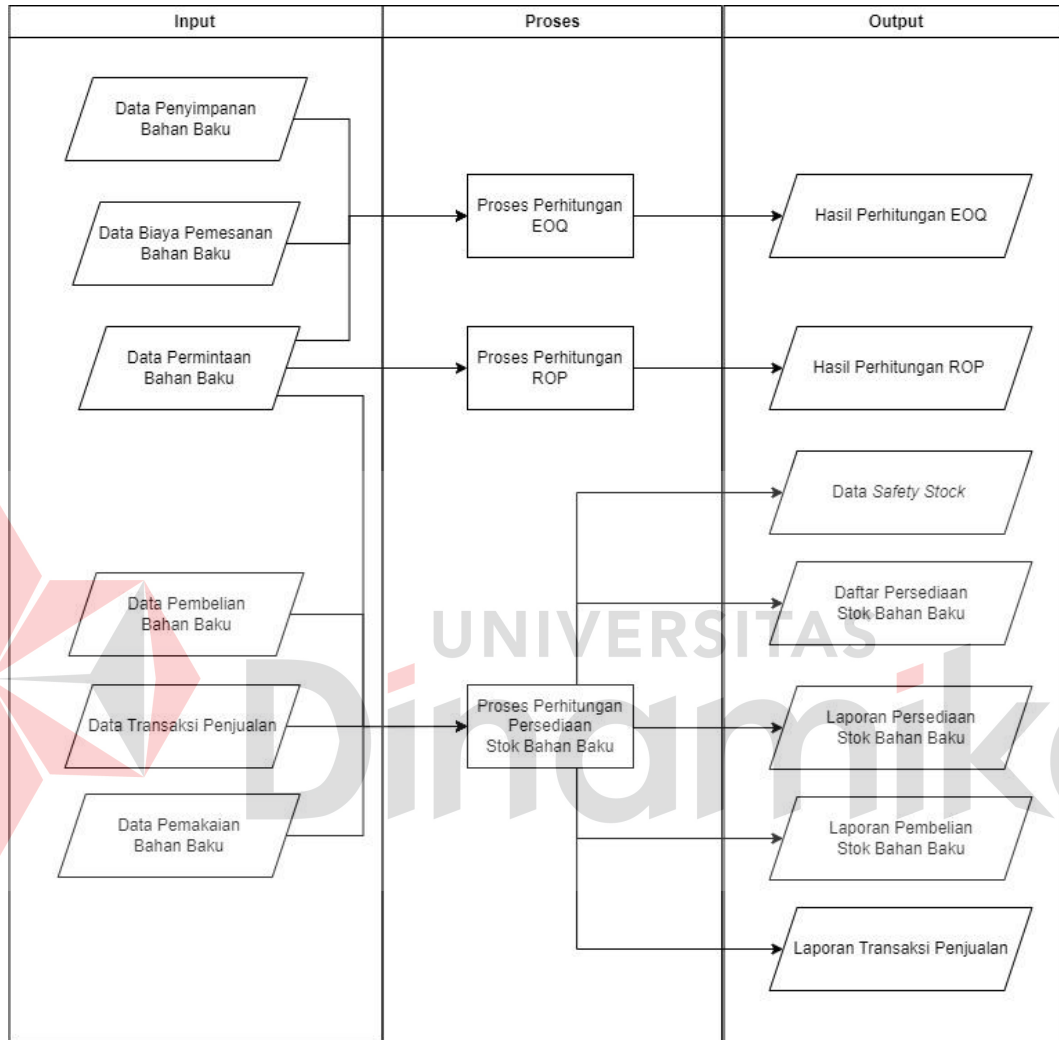 Input
Proses
Output
Data Penyimpanan
Bahan Baku
Data Biaya Pemesanan
Bahan Baku
Proses Perhitungan
EOQ
Hasil Perhitungan EOQ
Data Permintaan
Bahan Baku
Proses Perhitungan
ROP
Hasil Perhitungan ROP
Data Safety Stock
Data Pembelian
Bahan Baku
Daftar Persediaan
Stok Bahan Baku
UNIVERSITAS
Dinamika
Data Transaksi Penjualan
Proses Perhitungan
Persediaan
Stok Bahan Baku
Laporan Persediaan
Stok Bahan Baku
Data Pemakaian
Bahan Baku
Laporan Pembelian
Stok Bahan Baku
Laporan Transaksi Penjualan